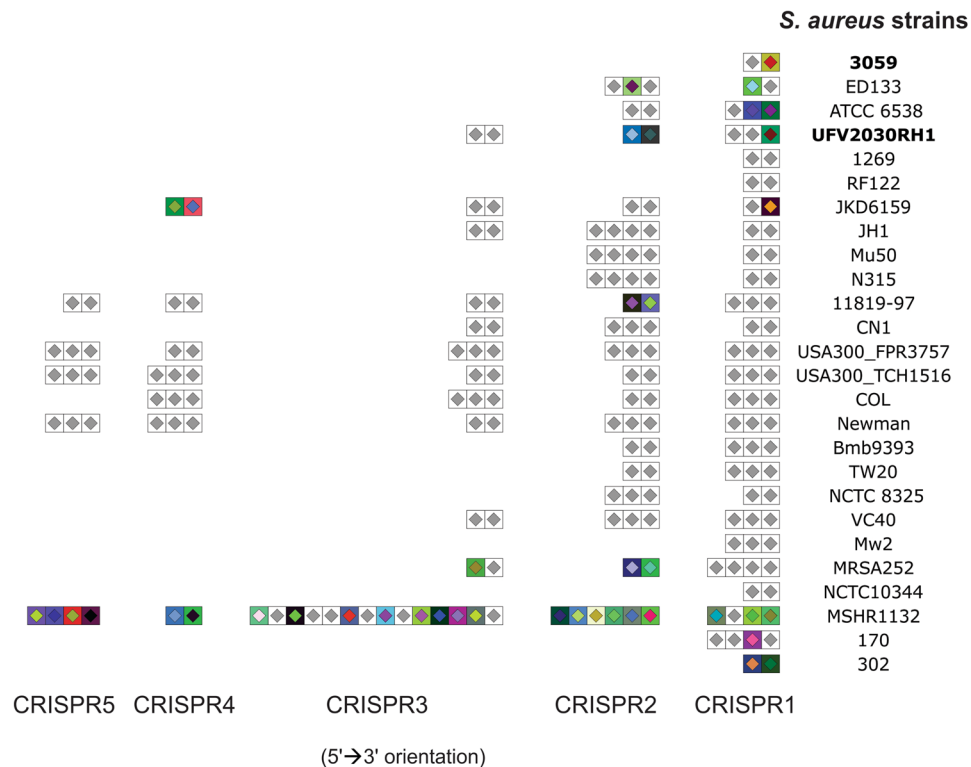 S. aureus strains
3059
ED133
ATCC 6538
UFV2030RH1
1269
RF122
JKD6159
JH1
Mu50
N315
11819-97
CN1
USA300_FPR3757
USA300_TCH1516
COL
Newman
Bmb9393
TW20
NCTC 8325
VC40
Mw2
MRSA252
NCTC10344
MSHR1132
170
302
CRISPR5 CRISPR4 CRISPR3 CRISPR2 CRISPR1
(5'→3' orientation)